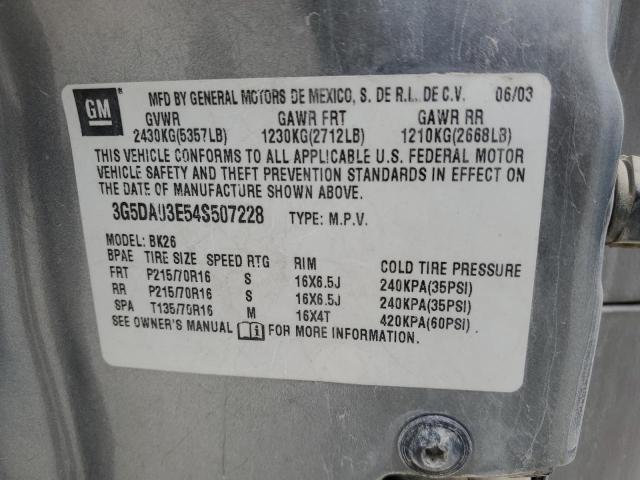 GM
MFD BY GENERAL MOTORS DE MEXICO, S. DE R.L. DE C.V. 06/03
GVWR GAWR FRT GAWR RR
2430KG(5357LB) 1230KG(2712LB) 1210KG(2668LB)
THIS VEHICLE CONFORMS TO ALL APPLICABLE U.S. FEDERAL MOTOR
VEHICLE SAFETY AND THEFT PREVENTION STANDARDS IN EFFECT ON
THE DATE OF MANUFACTURE SHOWN ABOVE.
3G5DA03E54S507228 TYPE: M.P.V.
MODEL: BK26
BPAE TIRE SIZE SPEED RTG RIM COLD TIRE PRESSURE
FRT P215/70R16 S 16X6.5J 240KPA(35PSI)
RR P215/70R16 S 16X6.5J 240KPA(35PSI)
SPA T135/70R16 M 16X4T 420KPA(60PSI)
SEE OWNER'S MANUAL FOR MORE INFORMATION.